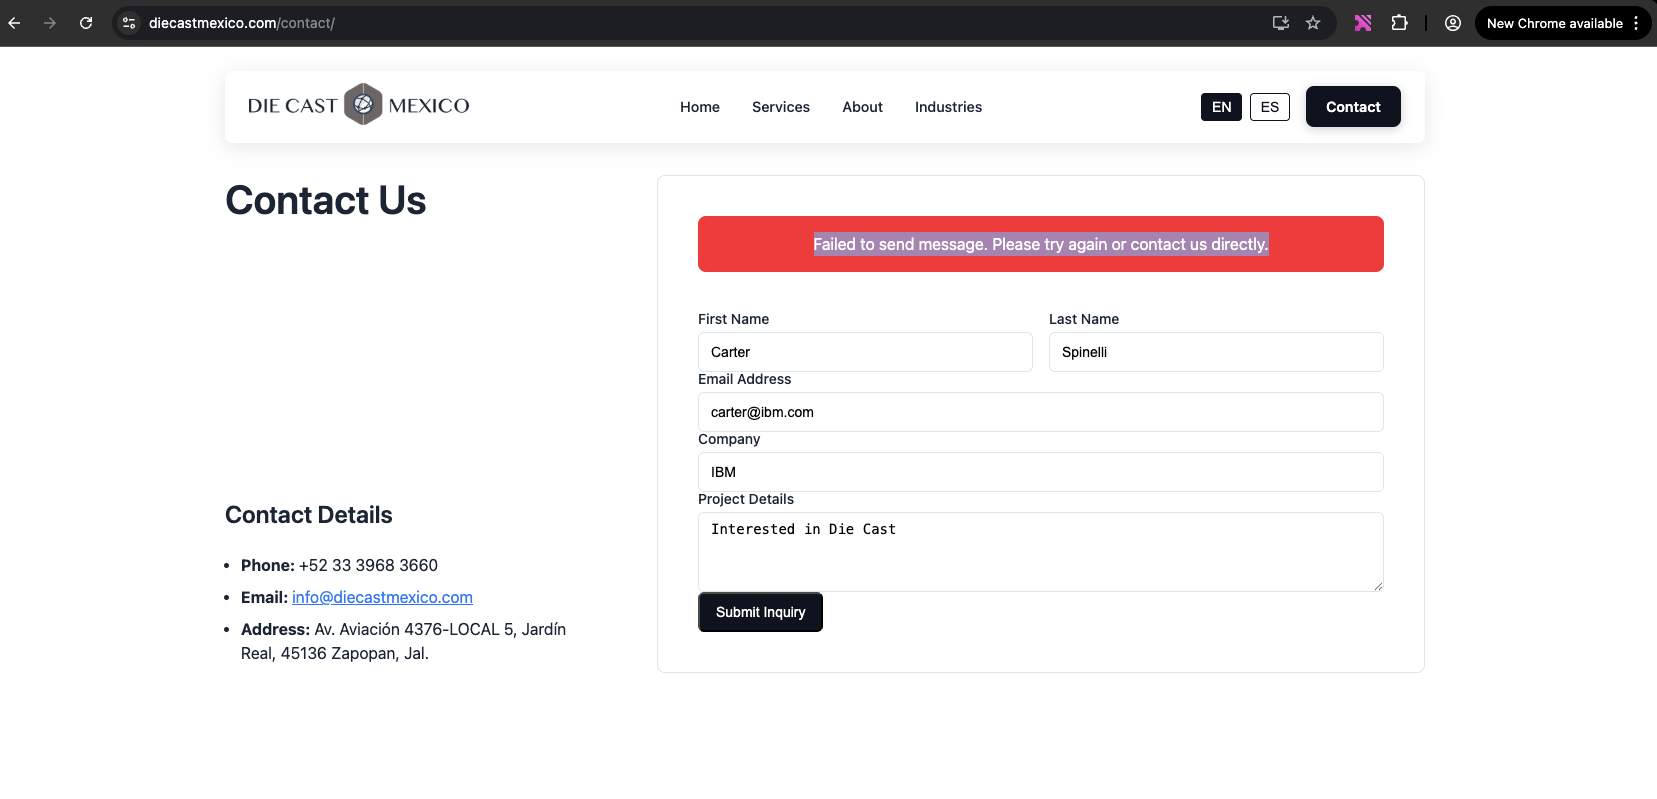 diecastmexico.com/contact/
New Chrome available
DIE CAST MEXICO
Home Services About Industries
EN ES Contact
Contact Us
Failed to send message. Please try again or contact us directly.
First Name Last Name
Carter Spinelli
Email Address
carter@ibm.com
Company
IBM
Project Details
Interested in Die Cast
Submit Inquiry
Contact Details
• Phone: +52 33 3968 3660
• Email: info@diecastmexico.com
• Address: Av. Aviación 4376-LOCAL 5, Jardín
Real, 45136 Zapopan, Jal.